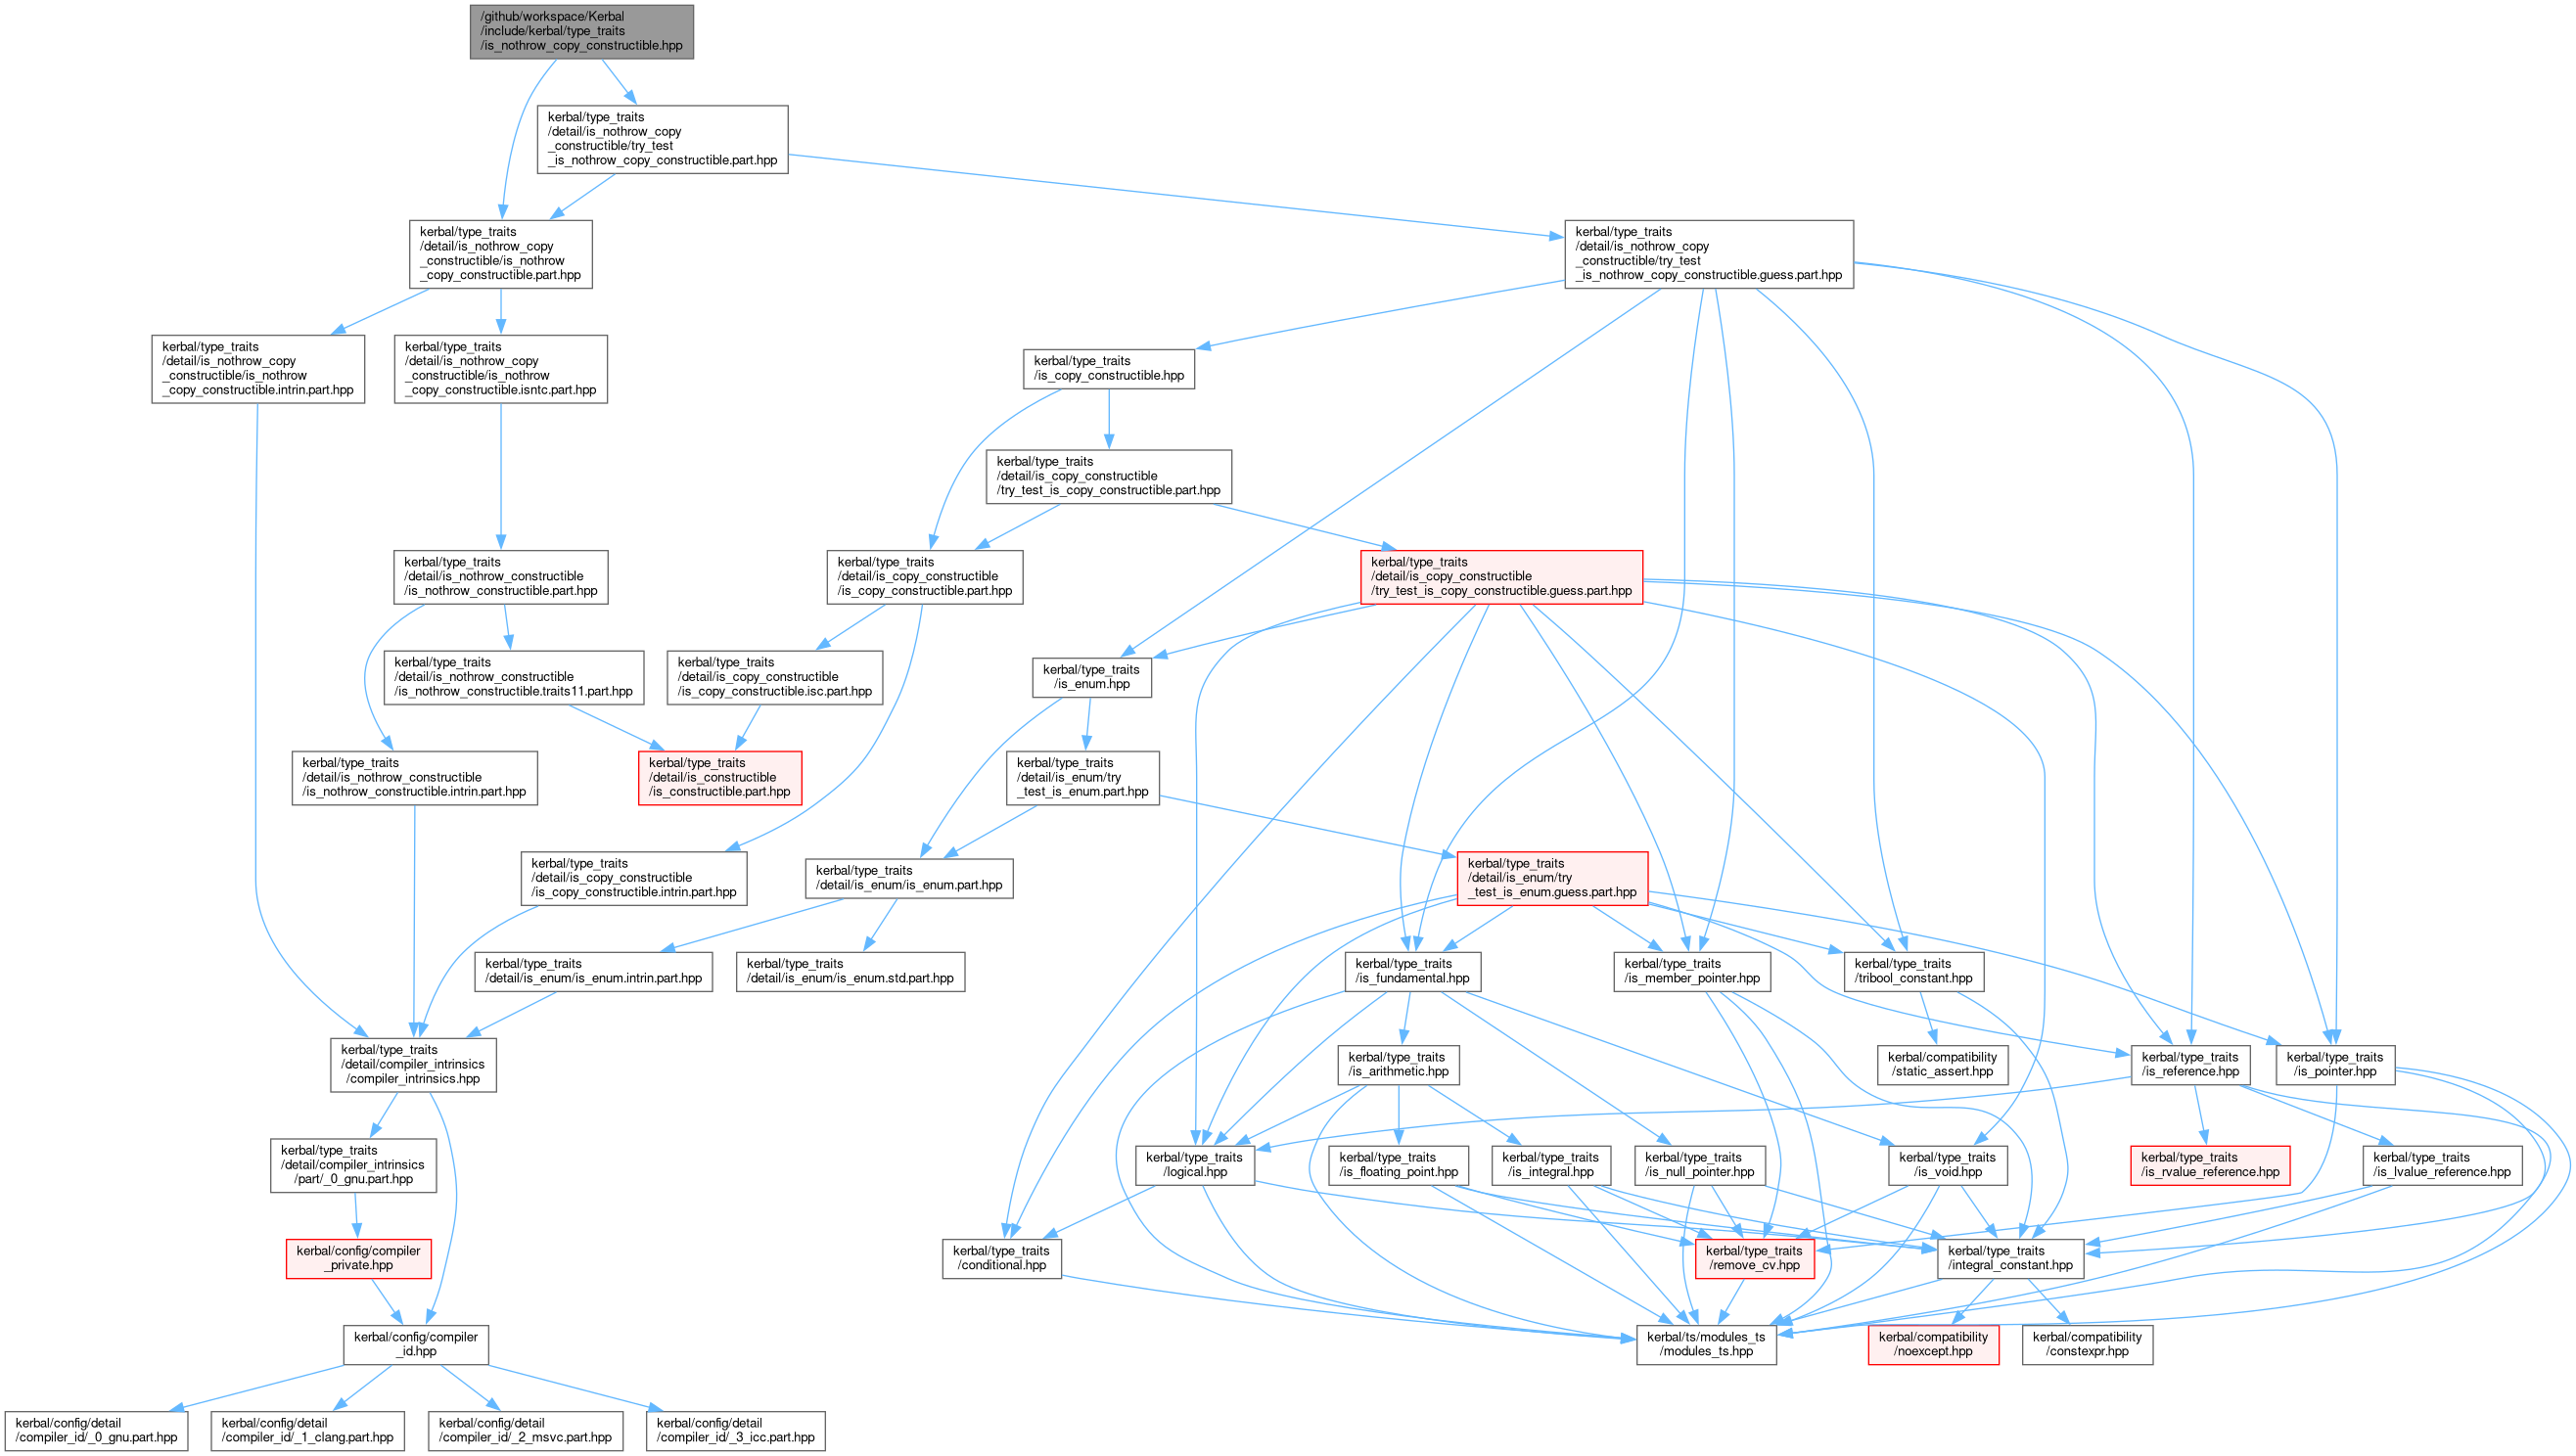 /github/workspace/Kerbal
/include/kerbal/type_traits
/is_nothrow_copy_constructible.hpp
kerbal/type_traits
/detail/is_nothrow_copy
_constructible/try_test
_is_nothrow_copy_constructible.part.hpp
kerbal/type_traits
/detail/is_nothrow_copy
_constructible/is_nothrow
_copy_constructible.part.hpp
kerbal/type_traits
/detail/is_nothrow_copy
_constructible/try_test
_is_nothrow_copy_constructible.guess.part.hpp
kerbal/type_traits
/detail/is_nothrow_copy
_constructible/is_nothrow
_copy_constructible.intrin.part.hpp
kerbal/type_traits
/detail/is_nothrow_copy
_constructible/is_nothrow
_copy_constructible.isntc.part.hpp
kerbal/type_traits
/is_copy_constructible.hpp
kerbal/type_traits
/detail/is_copy_constructible
/try_test_is_copy_constructible.part.hpp
kerbal/type_traits
/detail/is_nothrow_constructible
/is_nothrow_constructible.part.hpp
kerbal/type_traits
/detail/is_copy_constructible
/is_copy_constructible.part.hpp
kerbal/type_traits
/detail/is_copy_constructible
/try_test_is_copy_constructible.guess.part.hpp
kerbal/type_traits
/detail/is_nothrow_constructible
/is_nothrow_constructible.traits11.part.hpp
kerbal/type_traits
/detail/is_copy_constructible
/is_copy_constructible.isc.part.hpp
kerbal/type_traits
/is_enum.hpp
kerbal/type_traits
/detail/is_nothrow_constructible
/is_nothrow_constructible.intrin.part.hpp
kerbal/type_traits
/detail/is_constructible
/is_constructible.part.hpp
kerbal/type_traits
/detail/is_enum/try
_test_is_enum.part.hpp
kerbal/type_traits
/detail/is_copy_constructible
/is_copy_constructible.intrin.part.hpp
kerbal/type_traits
/detail/is_enum/is_enum.part.hpp
kerbal/type_traits
/detail/is_enum/try
_test_is_enum.guess.part.hpp
kerbal/type_traits
/detail/is_enum/is_enum.intrin.part.hpp
kerbal/type_traits
/detail/is_enum/is_enum.std.part.hpp
kerbal/type_traits
/is_fundamental.hpp
kerbal/type_traits
/is_member_pointer.hpp
kerbal/type_traits
/tribool_constant.hpp
kerbal/type_traits
/detail/compiler_intrinsics
/compiler_intrinsics.hpp
kerbal/type_traits
/is_arithmetic.hpp
kerbal/compatibility
/static_assert.hpp
kerbal/type_traits
/is_reference.hpp
kerbal/type_traits
/is_pointer.hpp
kerbal/type_traits
/detail/compiler_intrinsics
/part/_0_gnu.part.hpp
kerbal/type_traits
/logical.hpp
kerbal/type_traits
/is_floating_point.hpp
kerbal/type_traits
/is_integral.hpp
kerbal/type_traits
/is_null_pointer.hpp
kerbal/type_traits
/is_void.hpp
kerbal/type_traits
/is_rvalue_reference.hpp
kerbal/type_traits
/is_lvalue_reference.hpp
kerbal/config/compiler
_private.hpp
kerbal/type_traits
/conditional.hpp
kerbal/type_traits
/remove_cv.hpp
kerbal/type_traits
/integral_constant.hpp
kerbal/config/compiler
_id.hpp
kerbal/ts/modules_ts
/modules_ts.hpp
kerbal/compatibility
/noexcept.hpp
kerbal/compatibility
/constexpr.hpp
kerbal/config/detail
/compiler_id/_0_gnu.part.hpp
kerbal/config/detail
/compiler_id/_1_clang.part.hpp
kerbal/config/detail
/compiler_id/_2_msvc.part.hpp
kerbal/config/detail
/compiler_id/_3_icc.part.hpp